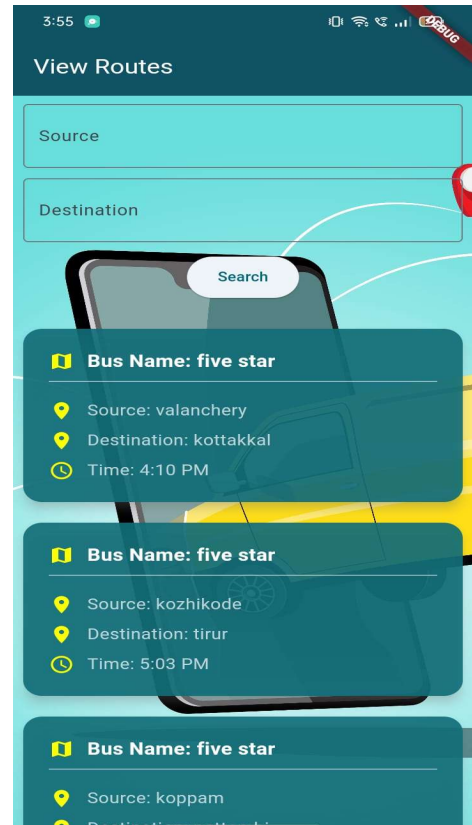 3:55
DEBUG
View Routes
Source
Destination
Search
Bus Name: five star
Source: valanchery
Destination: kottakkal
Time: 4:10 PM
Bus Name: five star
Source: kozhikode
Destination: tirur
Time: 5:03 PM
Bus Name: five star
Source: koppam